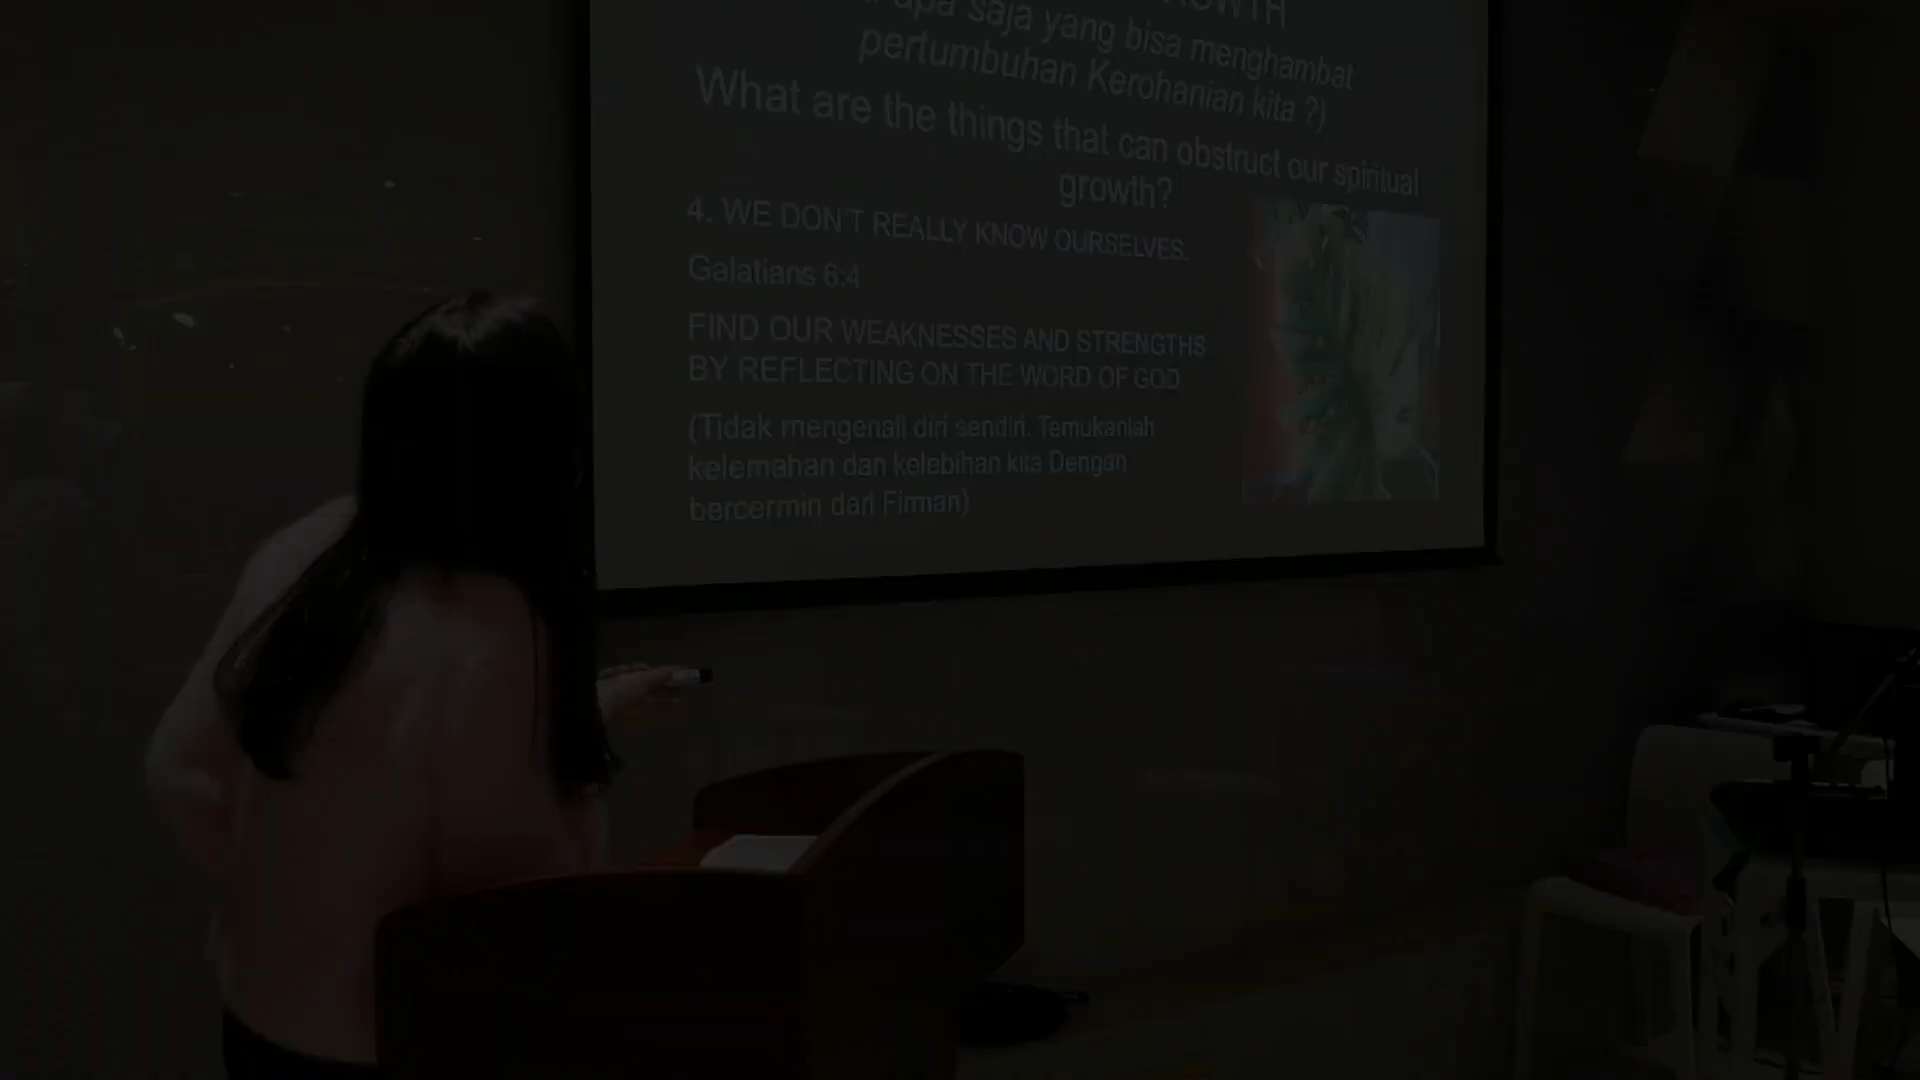 saja yang bisa menghambat
pertumbuhan Kerohanian kita ?)
What are the things that can obstruct our spiritual
growth?
4. WE DON'T REALLY KNOW OURSELVES.
Galatians 6:4
FIND OUR WEAKNESSES AND STRENGTHS
BY REFLECTING ON THE WORD OF GOD
(Tidak mengenali diri sendiri. Temukanlah
kelemahan dan kelebihan kita Dengan
bercermin dari Firman)